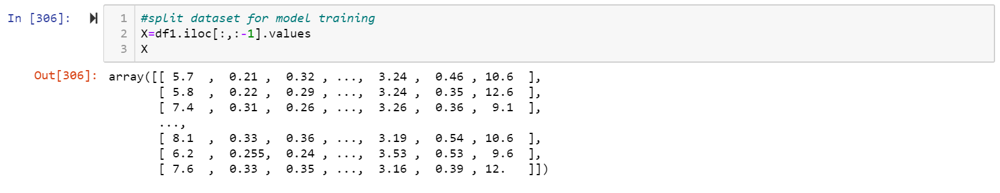 In [306]: 1 #split dataset for model training
2 X=df1.iloc[:,:-1].values
3 X
Out[306]: array([[ 5.7  ,  0.21 ,  0.32 , ...,  3.24 ,  0.46 , 10.6  ],
[ 5.8  ,  0.22 ,  0.29 , ...,  3.24 ,  0.35 , 12.6  ],
[ 7.4  ,  0.31 ,  0.26 , ...,  3.26 ,  0.36 ,  9.1  ],
...,
[ 8.1  ,  0.33 ,  0.36 , ...,  3.19 ,  0.54 , 10.6  ],
[ 6.2  ,  0.255,  0.24 , ...,  3.53 ,  0.53 ,  9.6  ],
[ 7.6  ,  0.33 ,  0.35 , ...,  3.16 ,  0.39 , 12.   ]])